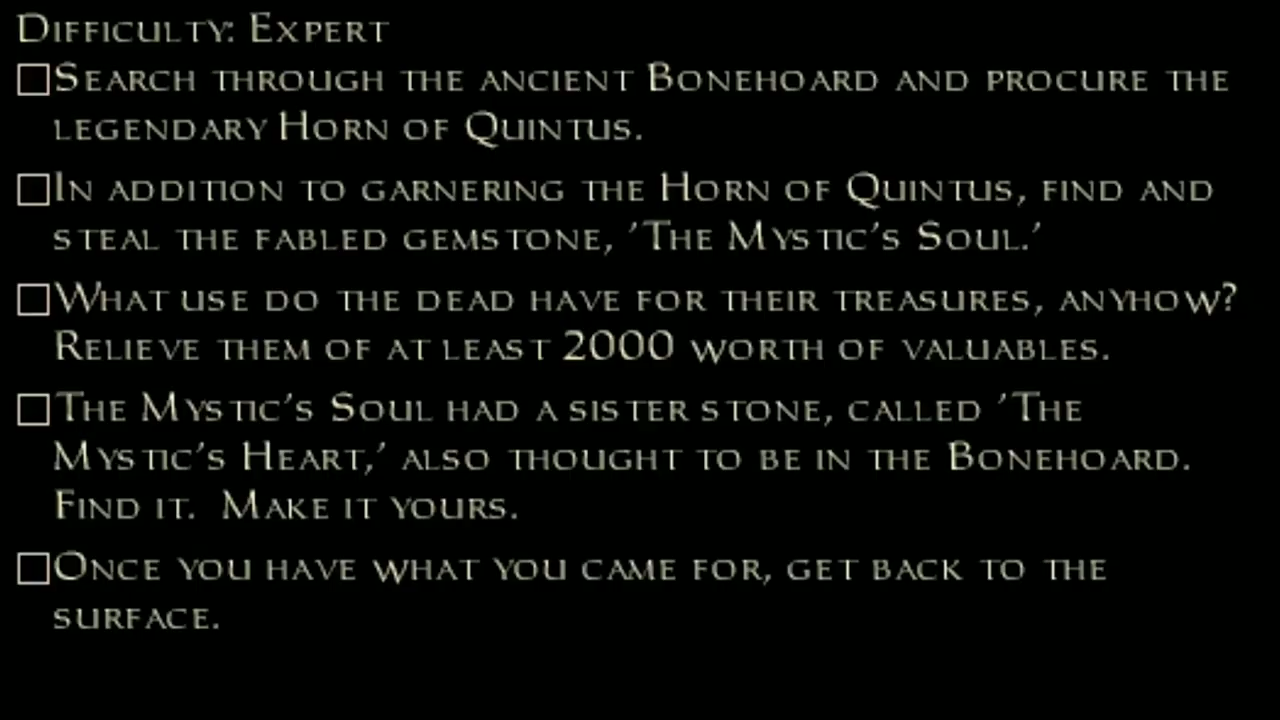 Difficulty: Expert
Search through the ancient Bonehoard and procure the
legendary Horn of Quintus.
In addition to garnering the Horn of Quintus, find and
steal the fabled gemstone, 'The Mystic's Soul.'
What use do the dead have for their treasures, anyhow?
Relieve them of at least 2000 worth of valuables.
The Mystic's Soul had a sister stone, called 'The
Mystic's Heart,' also thought to be in the Bonehoard.
Find it.  Make it yours.
Once you have what you came for, get back to the
surface.